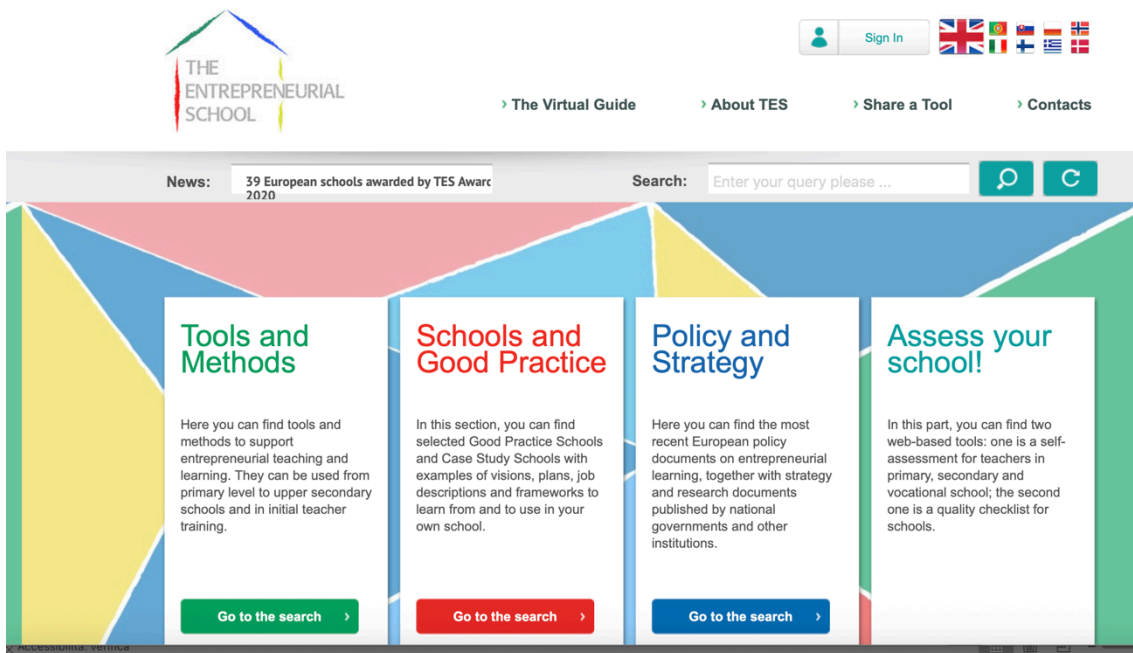 THE
ENTREPRENEURIAL
SCHOOL
Sign In
› The Virtual Guide
› About TES
› Share a Tool
› Contacts
News:
39 European schools awarded by TES Awarc
2020
Search:
Enter your query please ...
Tools and
Methods
Here you can find tools and
methods to support
entrepreneurial teaching and
learning. They can be used from
primary level to upper secondary
schools and in initial teacher
training.
Go to the search ›
Schools and
Good Practice
In this section, you can find
selected Good Practice Schools
and Case Study Schools with
examples of visions, plans, job
descriptions and frameworks to
learn from and to use in your
own school.
Go to the search ›
Policy and
Strategy
Here you can find the most
recent European policy
documents on entrepreneurial
learning, together with strategy
and research documents
published by national
governments and other
institutions.
Go to the search ›
Assess your
school!
In this part, you can find two
web-based tools: one is a self-
assessment for teachers in
primary, secondary and
vocational school; the second
one is a quality checklist for
schools.
Accessibilità: verifica